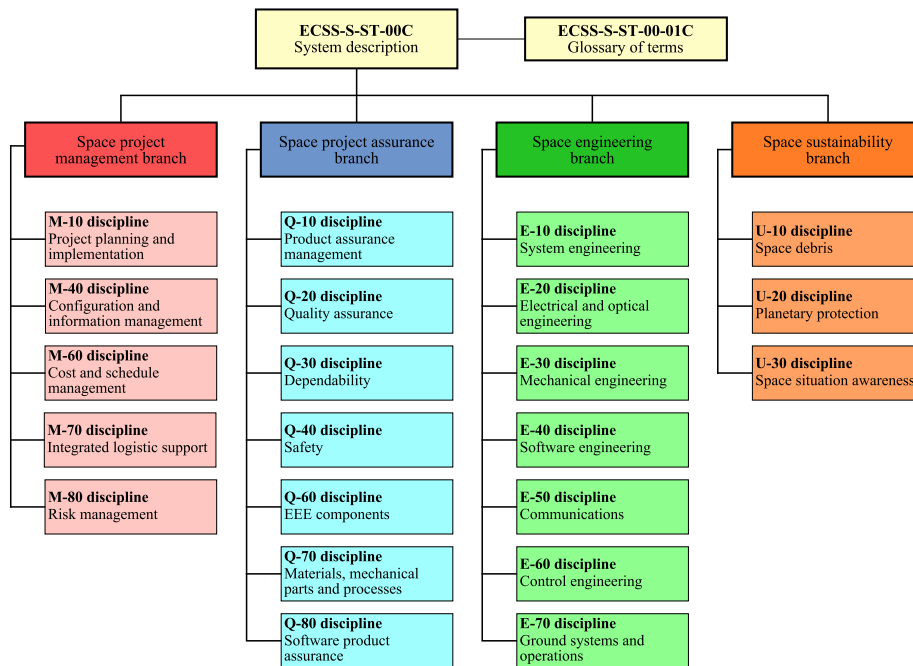 ECSS-S-ST-00C
System description
ECSS-S-ST-00-01C
Glossary of terms
Space project
management branch
Space project assurance
branch
Space engineering
branch
Space sustainability
branch
M-10 discipline
Project planning and
implementation
M-40 discipline
Configuration and
information management
M-60 discipline
Cost and schedule
management
M-70 discipline
Integrated logistic support
M-80 discipline
Risk management
Q-10 discipline
Product assurance
management
Q-20 discipline
Quality assurance
Q-30 discipline
Dependability
Q-40 discipline
Safety
Q-60 discipline
EEE components
Q-70 discipline
Materials, mechanical
parts and processes
Q-80 discipline
Software product
assurance
E-10 discipline
System engineering
E-20 discipline
Electrical and optical
engineering
E-30 discipline
Mechanical engineering
E-40 discipline
Software engineering
E-50 discipline
Communications
E-60 discipline
Control engineering
E-70 discipline
Ground systems and
operations
U-10 discipline
Space debris
U-20 discipline
Planetary protection
U-30 discipline
Space situation awareness